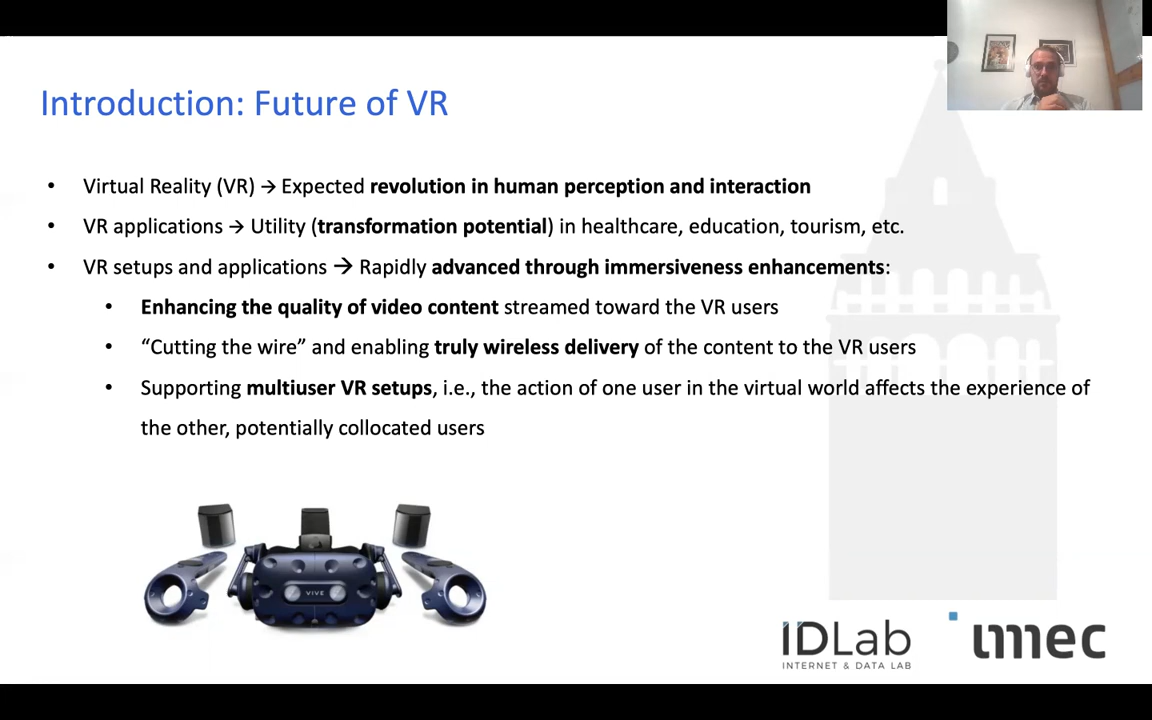 Introduction: Future of VR
• Virtual Reality (VR) → Expected revolution in human perception and interaction
• VR applications → Utility (transformation potential) in healthcare, education, tourism, etc.
• VR setups and applications → Rapidly advanced through immersiveness enhancements:
• Enhancing the quality of video content streamed toward the VR users
• “Cutting the wire” and enabling truly wireless delivery of the content to the VR users
• Supporting multiuser VR setups, i.e., the action of one user in the virtual world affects the experience of
the other, potentially collocated users
VIVE
IDLab
INTERNET & DATA LAB
imec